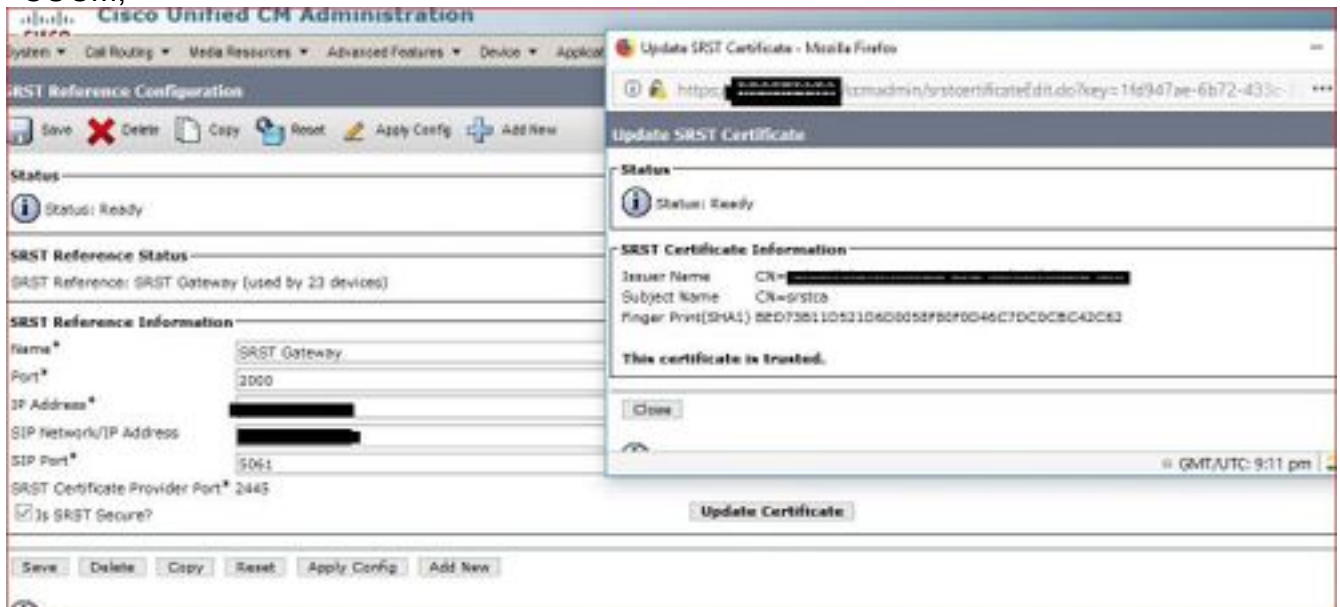 Cisco Unified CM Administration
System Call Routing Media Resources Advanced Features Device
SRST Reference Configuration
Save Delete Copy Reset Apply Config Add New
Status
Status: Ready
SRST Reference Status
SRST Reference: SRST Gateway (used by 23 devices)
SRST Reference Information
Name* SRST Gateway
Port* 2000
IP Address*
SIP Network/IP Address
SIP Port* 5061
SRST Certificate Provider Port* 2445
Is SRST Secure?
Update Certificate
Save Delete Copy Reset Apply Config Add New
Update SRST Certificate - Mozilla Firefox
Update SRST Certificate
Status
Status: Ready
SRST Certificate Information
Issuer Name CN=
Subject Name CN=srstca
Finger Print(SHA1)
This certificate is trusted.
Close
GMT/UTC: 9:11 pm